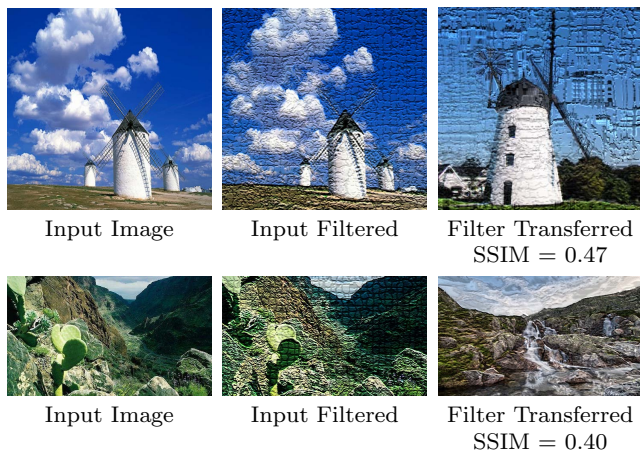 Input Image
Input Filtered
Filter Transferred
SSIM = 0.47
Input Image
Input Filtered
Filter Transferred
SSIM = 0.40